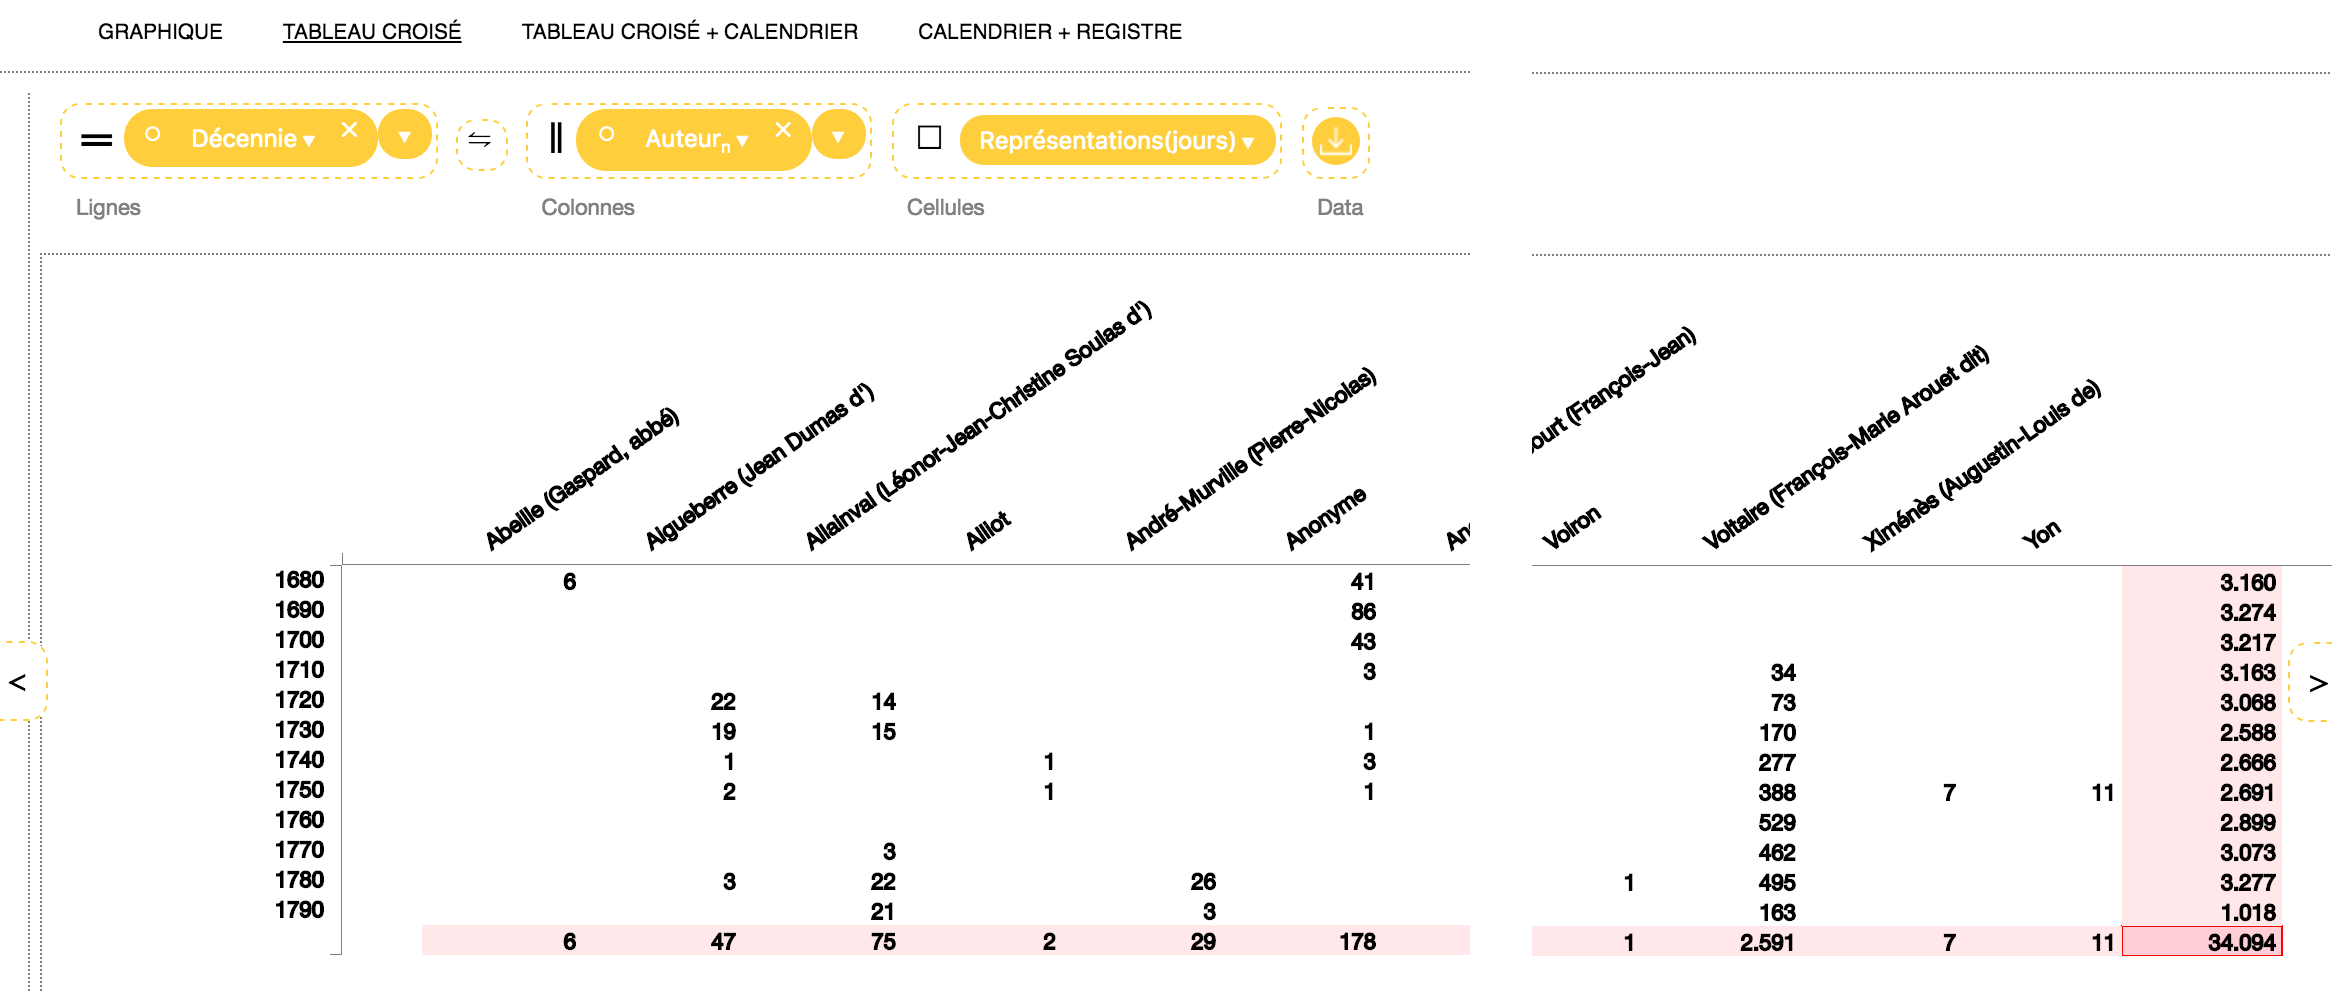 GRAPHIQUE TABLEAU CROISÉ TABLEAU CROISÉ + CALENDRIER CALENDRIER + REGISTRE
Décennie ▾ × ▾ ⇋ Auteurn ▾ × ▾ Représentations(jours) ▾
Lignes Colonnes Cellules Data
Abeille (Gaspard, abbé) Aigueberre (Jean Dumas d') Allainval (Léonor-Jean-Christine Soulas d') Alliot André-Murville (Pierre-Nicolas) Anonyme An ourt (François-Jean) Voiron Voltaire (François-Marie Arouet dit) Ximénès (Augustin-Louis de) Yon
1680 6 41 3.160
1690 86 3.274
1700 43 3.217
1710 3 34 3.163
1720 22 14 73 3.068
1730 19 15 1 170 2.588
1740 1 1 3 277 2.666
1750 2 1 1 388 7 11 2.691
1760 529 2.899
1770 3 462 3.073
1780 3 22 26 1 495 3.277
1790 21 3 163 1.018
6 47 75 2 29 178 1 2.591 7 11 34.094
< >